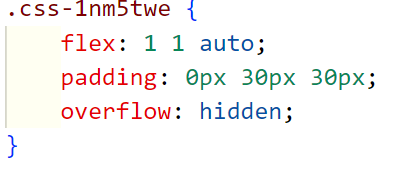 .css-1nm5twe {
    flex: 1 1 auto;
    padding: 0px 30px 30px;
    overflow: hidden;
}